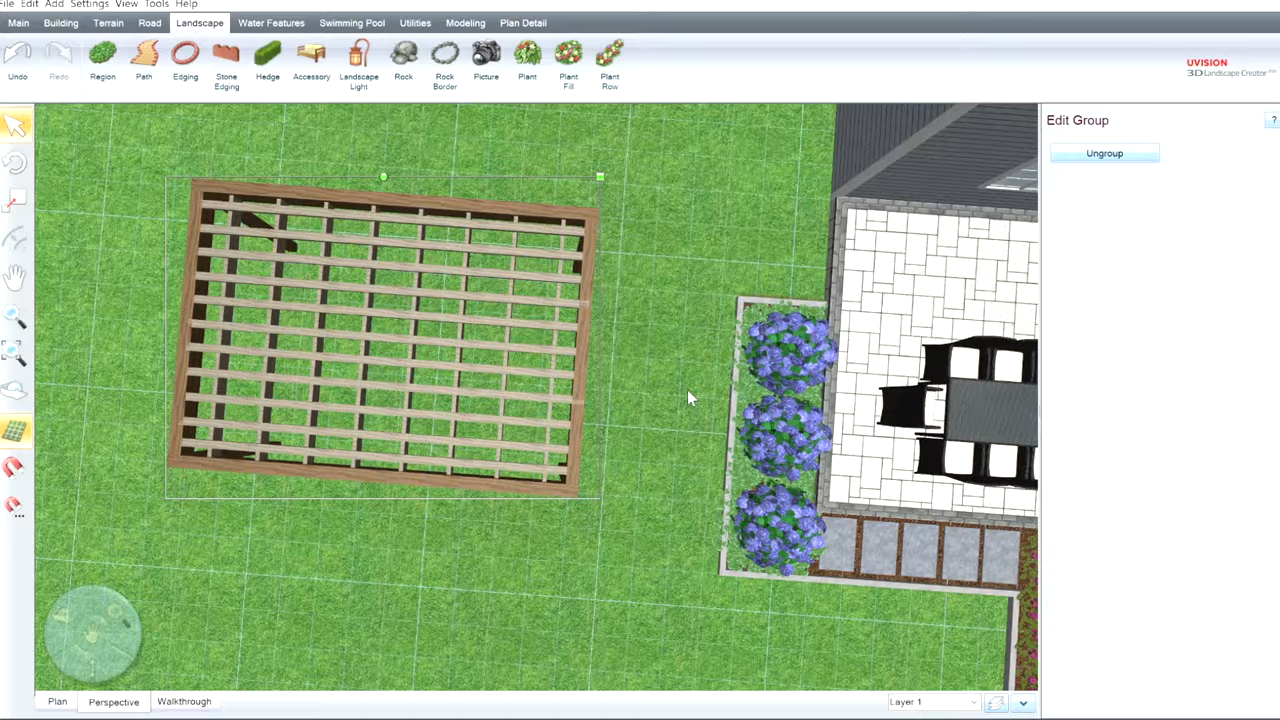 File Edit Add Settings View Tools Help
Main Building Terrain Road Landscape Water Features Swimming Pool Utilities Modeling Plan Detail
Undo Redo Region Path Edging Stone Edging Hedge Accessory Landscape Light Rock Rock Border Picture Plant Plant Fill Plant Row
UVISION
3D Landscape Creator
Edit Group
?
Ungroup
Plan Perspective Walkthrough
Layer 1